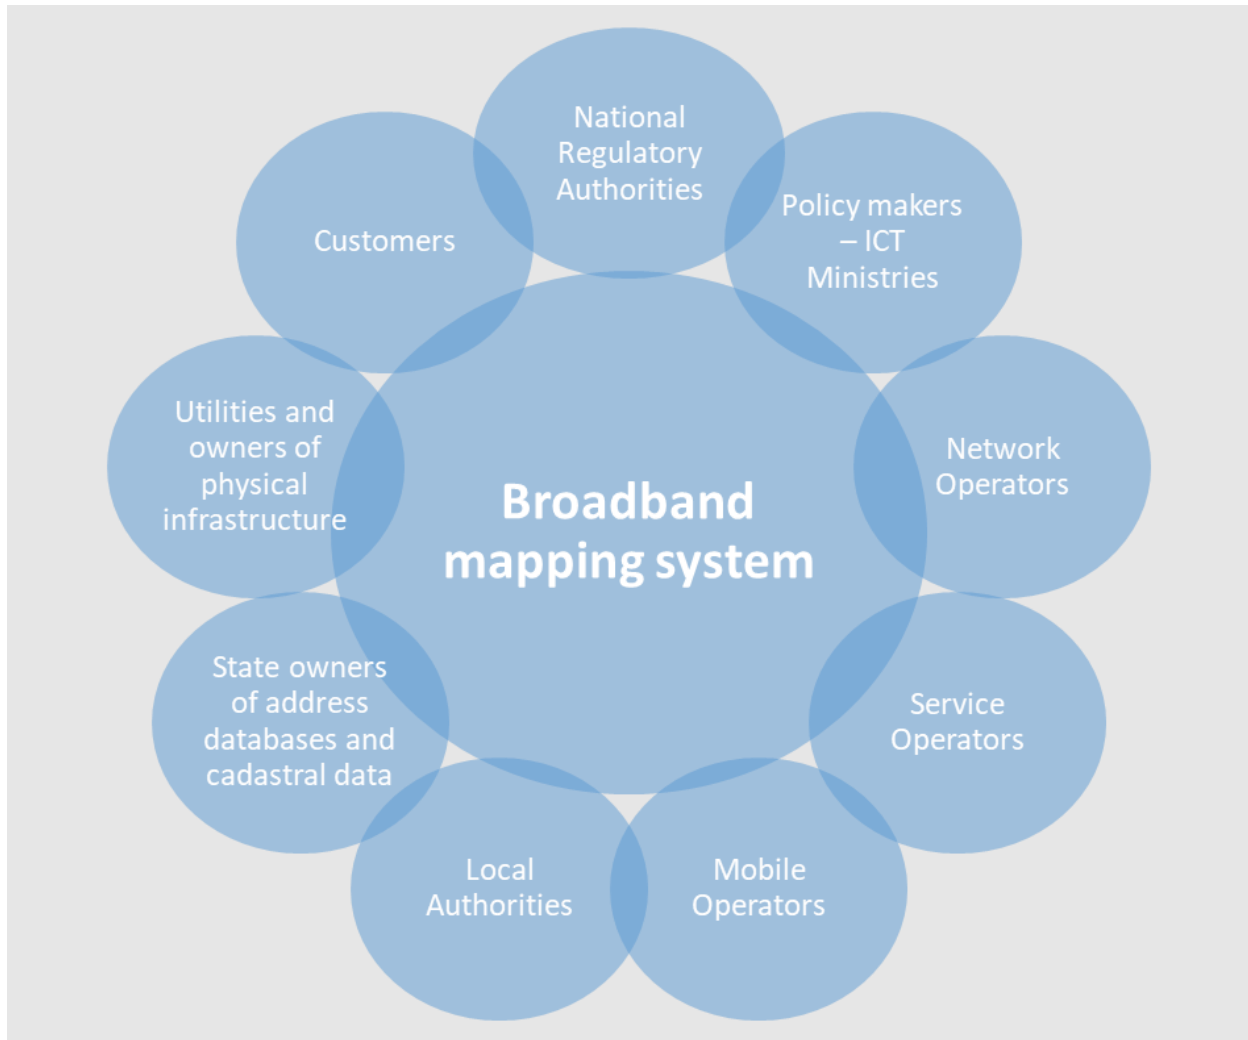 National
Regulatory
Authorities
Policy makers
– ICT
Ministries
Network
Operators
Service
Operators
Mobile
Operators
Local
Authorities
State owners
of address
databases and
cadastral data
Utilities and
owners of
physical
infrastructure
Customers
Broadband
mapping system